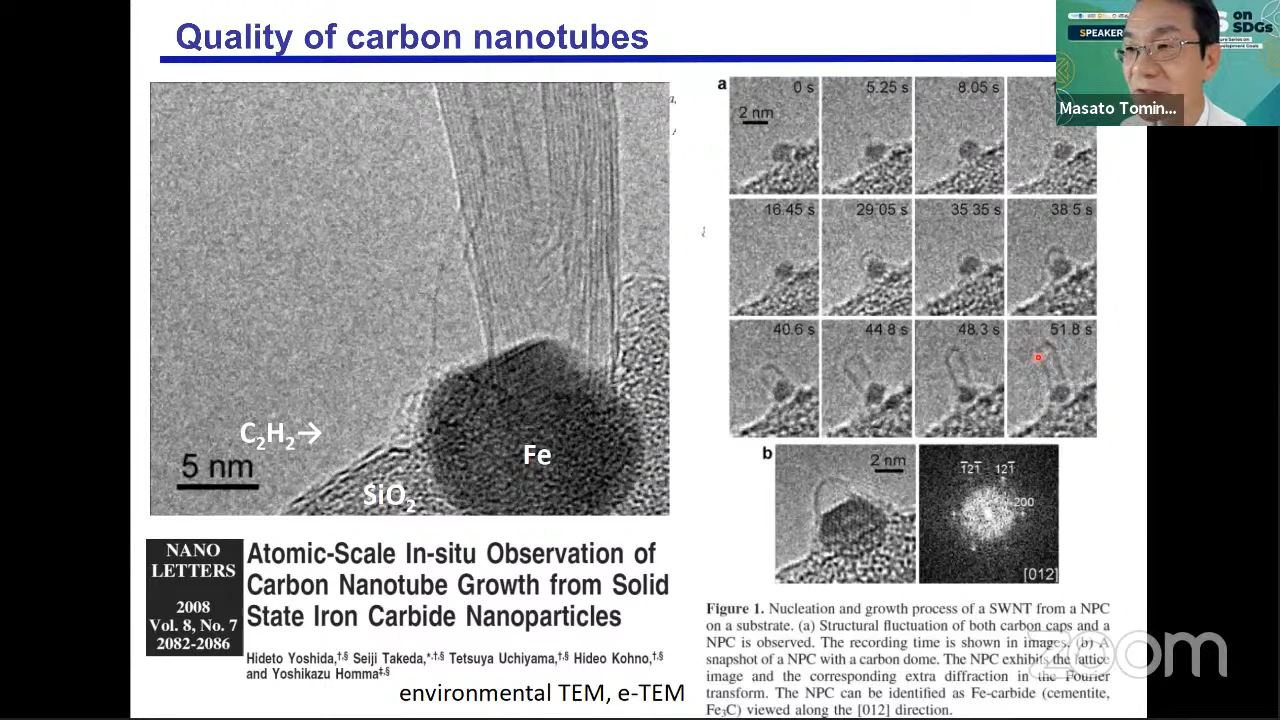 Quality of carbon nanotubes
on
SDGs
SPEAKER
Masato Tomin...
C₂H₂→
5 nm
SiO₂
Fe
a
0 s
5.25 s
8.05 s
2 nm
16.45 s
29.05 s
35.35 s
38.5 s
40.6 s
44.8 s
48.3 s
51.8 s
b
2 nm
1̅21̅
121̅
200
[012]
NANO
LETTERS
2008
Vol. 8, No. 7
2082-2086
Atomic-Scale In-situ Observation of
Carbon Nanotube Growth from Solid
State Iron Carbide Nanoparticles
Hideto Yoshida,†,§ Seiji Takeda,*,†,§ Tetsuya Uchiyama,†,§ Hideo Kohno,†,§
and Yoshikazu Homma‡,§
environmental TEM, e-TEM
Figure 1. Nucleation and growth process of a SWNT from a NPC
on a substrate. (a) Structural fluctuation of both carbon caps and a
NPC is observed. The recording time is shown in images. (b) A
snapshot of a NPC with a carbon dome. The NPC exhibits the lattice
image and the corresponding extra diffraction in the Fourier
transform. The NPC can be identified as Fe-carbide (cementite,
Fe₃C) viewed along the [012] direction.
zoom